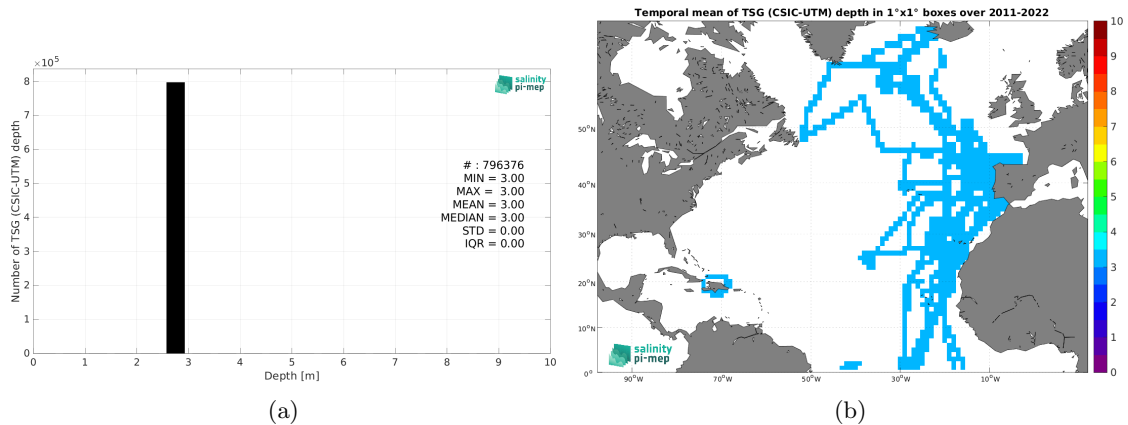 Temporal mean of TSG (CSIC-UTM) depth in 1°x1° boxes over 2011-2022
×10⁵
8
7
6
5
4
3
2
1
0
Number of TSG (CSIC-UTM) depth
salinity
pi-mep
# : 796376
MIN = 3.00
MAX = 3.00
MEAN = 3.00
MEDIAN = 3.00
STD = 0.00
IQR = 0.00
0 1 2 3 4 5 6 7 8 9 10
Depth [m]
(a)
50°N
40°N
30°N
20°N
10°N
0°
90°W 70°W 50°W 30°W 10°W
salinity
pi-mep
10
9
8
7
6
5
4
3
2
1
0
(b)